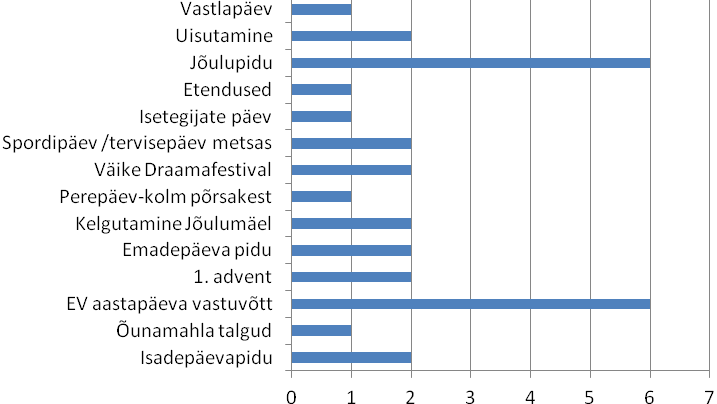 Vastlapäev
Uisutamine
Jõulupidu
Etendused
Isetegijate päev
Spordipäev /tervisepäev metsas
Väike Draamafestival
Perepäev-kolm põrsakest
Kelgutamine Jõulumäel
Emadepäeva pidu
1. advent
EV aastapäeva vastuvõtt
Õunamahla talgud
Isadepäevapidu
0 1 2 3 4 5 6 7